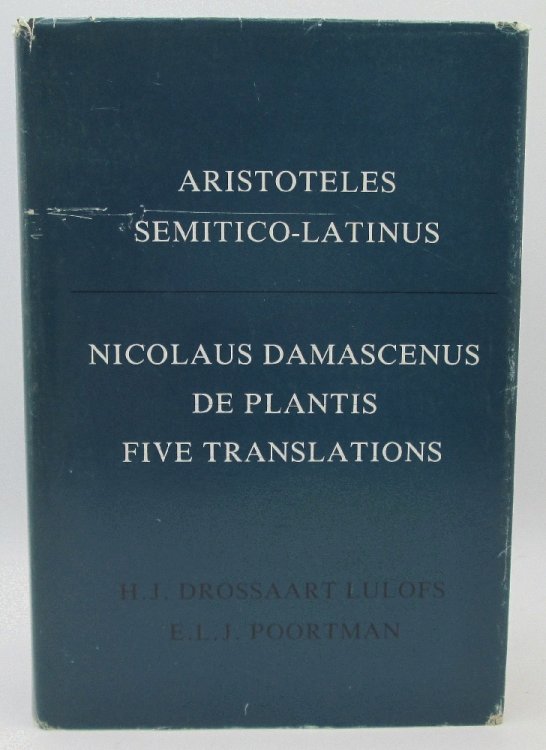 ARISTOTELES
SEMITICO-LATINUS
NICOLAUS DAMASCENUS
DE PLANTIS
FIVE TRANSLATIONS
H.J. DROSSAART LULOFS
E.L.J. POORTMAN